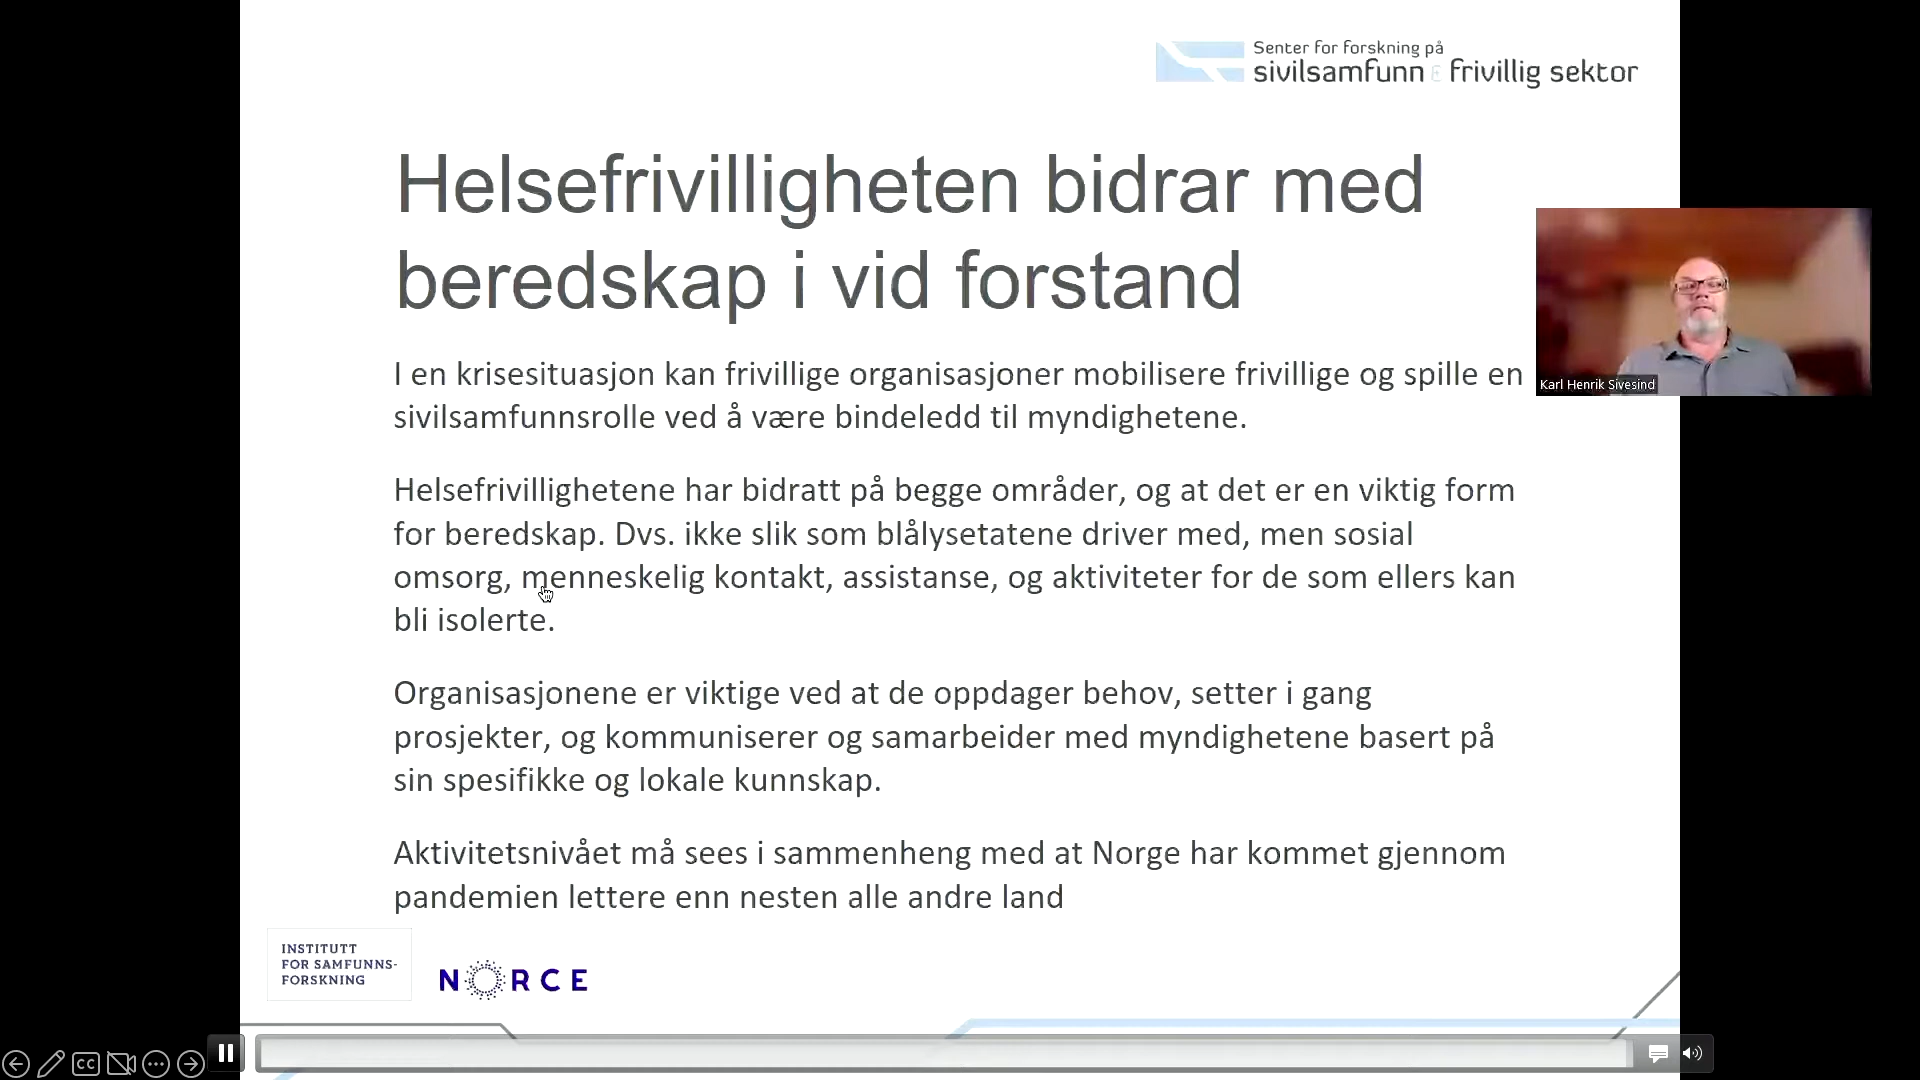 Senter for forskning på
sivilsamfunn & frivillig sektor
Helsefrivilligheten bidrar med
beredskap i vid forstand
I en krisesituasjon kan frivillige organisasjoner mobilisere frivillige og spille en
sivilsamfunnsrolle ved å være bindeledd til myndighetene.
Karl Henrik Sivesind
Helsefrivillighetene har bidratt på begge områder, og at det er en viktig form
for beredskap. Dvs. ikke slik som blålysetatene driver med, men sosial
omsorg, menneskelig kontakt, assistanse, og aktiviteter for de som ellers kan
bli isolerte.
Organisasjonene er viktige ved at de oppdager behov, setter i gang
prosjekter, og kommuniserer og samarbeider med myndighetene basert på
sin spesifikke og lokale kunnskap.
Aktivitetsnivået må sees i sammenheng med at Norge har kommet gjennom
pandemien lettere enn nesten alle andre land
INSTITUTT
FOR SAMFUNNS-
FORSKNING
NORCE
CC